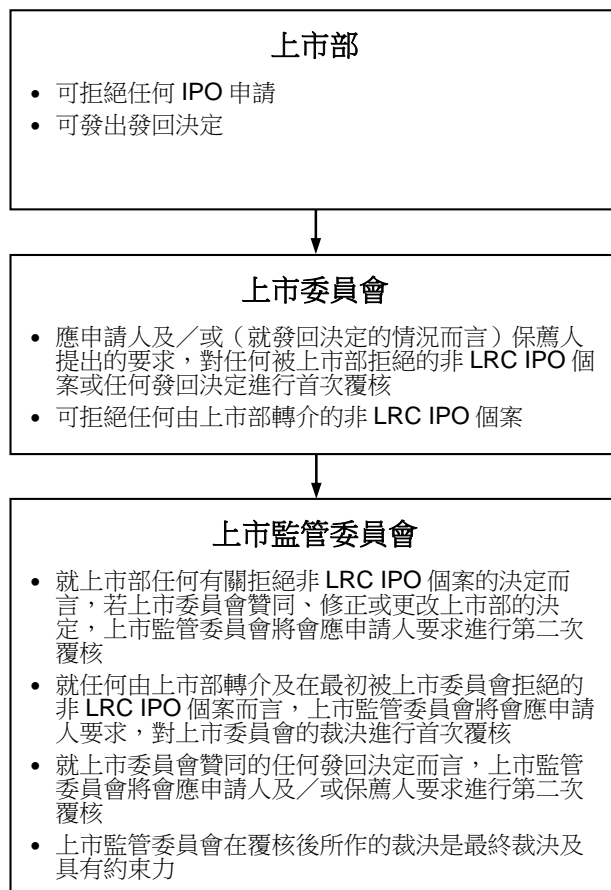 上市部
• 可拒絕任何 IPO 申請
• 可發出發回決定
上市委員會
• 應申請人及／或（就發回決定的情況而言）保薦人
提出的要求，對任何被上市部拒絕的非 LRC IPO 個
案或任何發回決定進行首次覆核
• 可拒絕任何由上市部轉介的非 LRC IPO 個案
上市監管委員會
• 就上市部任何有關拒絕非 LRC IPO 個案的決定而
言，若上市委員會贊同、修正或更改上市部的決
定，上市監管委員會將會應申請人要求進行第二次
覆核
• 就任何由上市部轉介及在最初被上市委員會拒絕的
非 LRC IPO 個案而言，上市監管委員會將會應申請
人要求，對上市委員會的裁決進行首次覆核
• 就上市委員會贊同的任何發回決定而言，上市監管
委員會將會應申請人及／或保薦人要求進行第二次
覆核
• 上市監管委員會在覆核後所作的裁決是最終裁決及
具有約束力